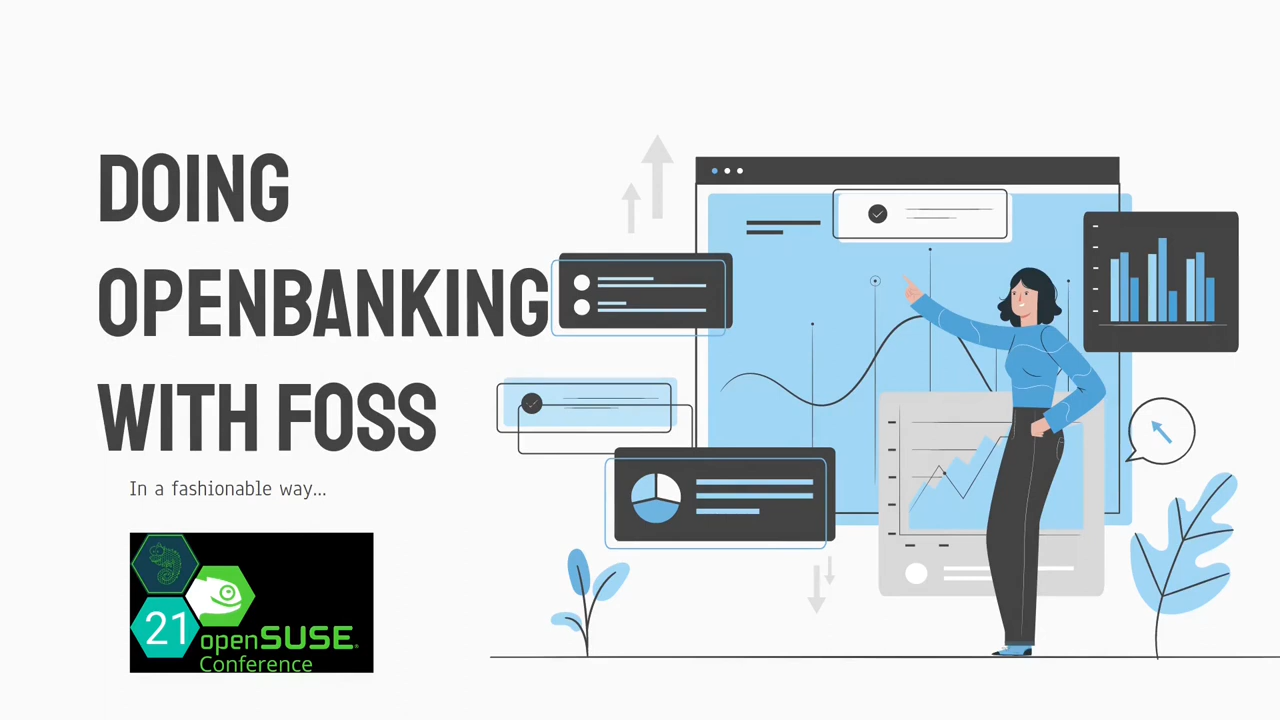 DOING
OPENBANKING
WITH FOSS
In a fashionable way...
21
openSUSE®
Conference